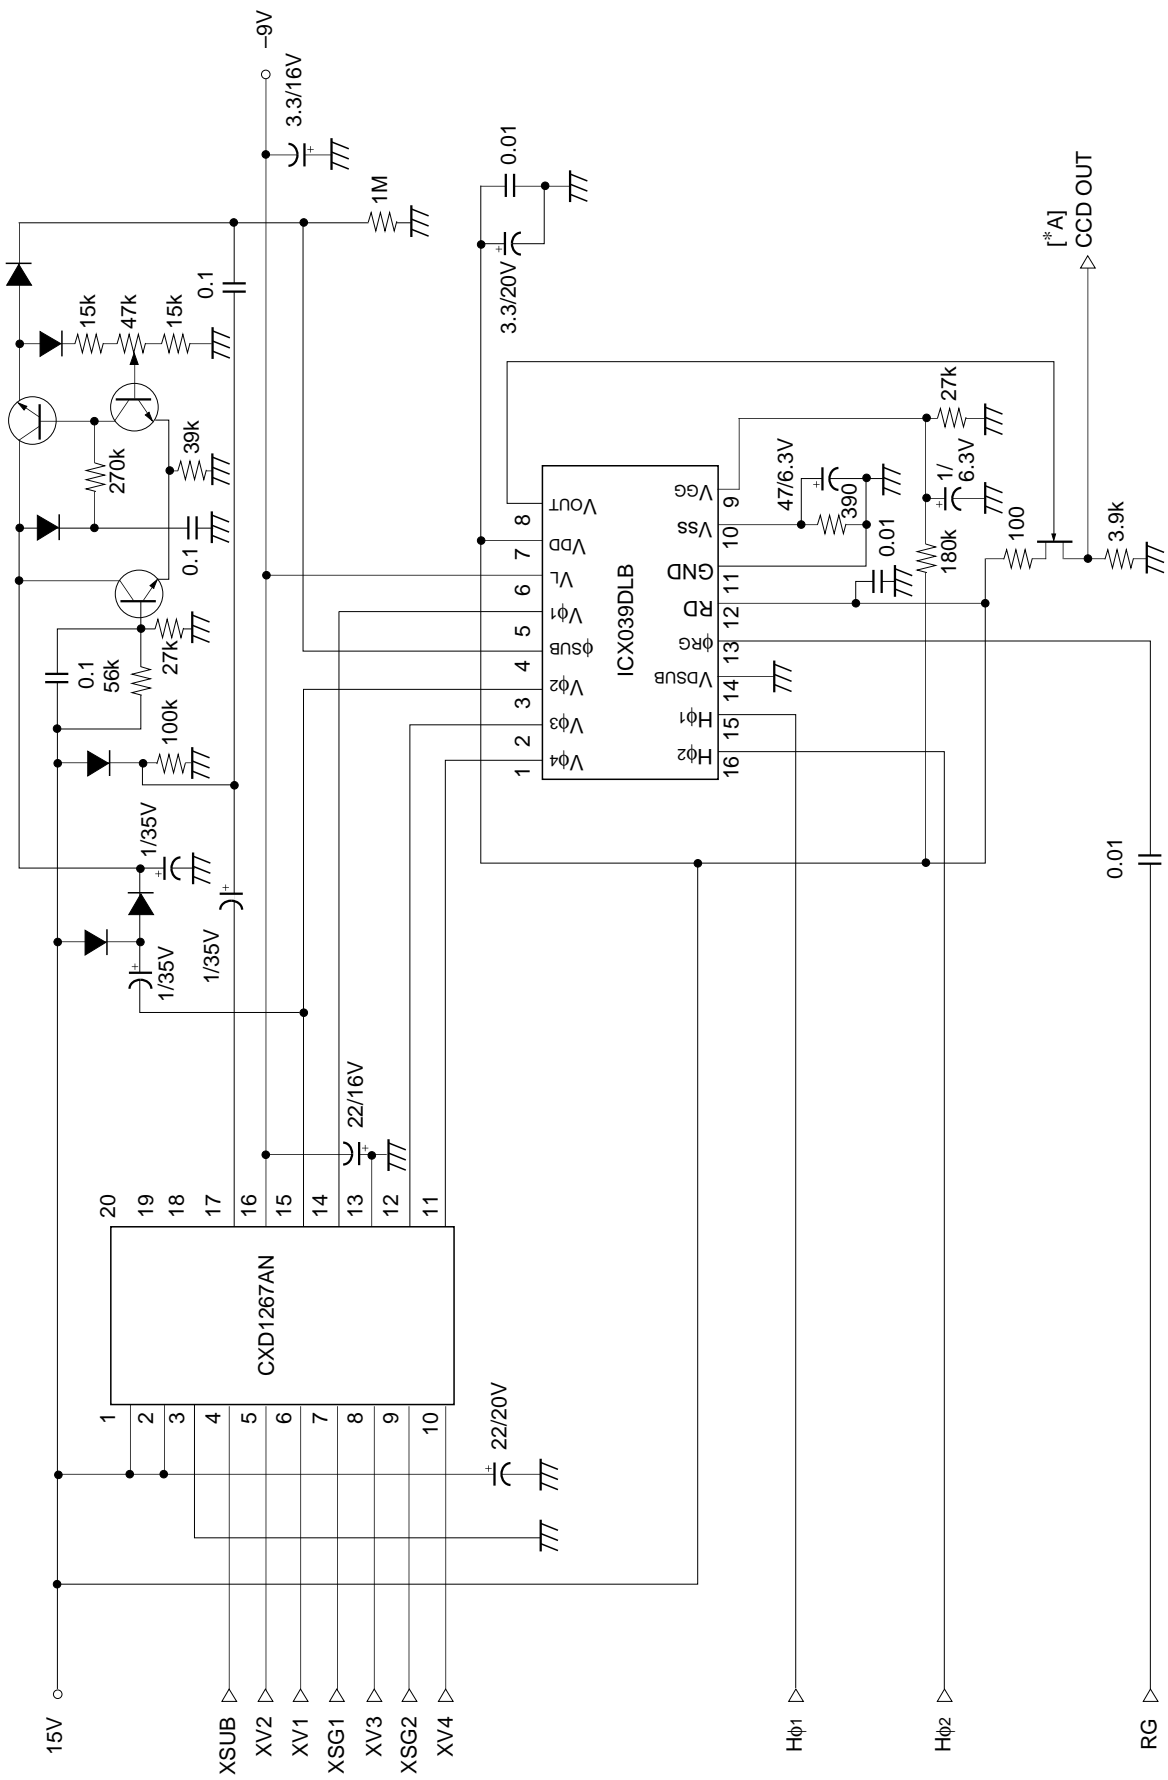 15V
XSUB
XV2
XV1
XSG1
XV3
XSG2
XV4
Hϕ1
Hϕ2
RG
22/20V
1
2
3
4
5
6
7
8
9
10
CXD1267AN
20
19
18
17
16
15
14
13
12
11
22/16V
1/35V
1/35V
1/35V
100k
56k
0.1
27k
0.1
270k
39k
15k
47k
15k
0.1
1M
3.3/16V
–9V
1
2
3
4
5
6
7
8
Vϕ4
Vϕ3
Vϕ2
ϕSUB
Vϕ1
VL
VDD
VOUT
ICX039DLB
Hϕ2
Hϕ1
VDSUB
ϕRG
RD
GND
VSS
VGG
16
15
14
13
12
11
10
9
3.3/20V
0.01
47/6.3V
390
0.01
180k
1/
6.3V
27k
100
3.9k
[*A]
CCD OUT
0.01